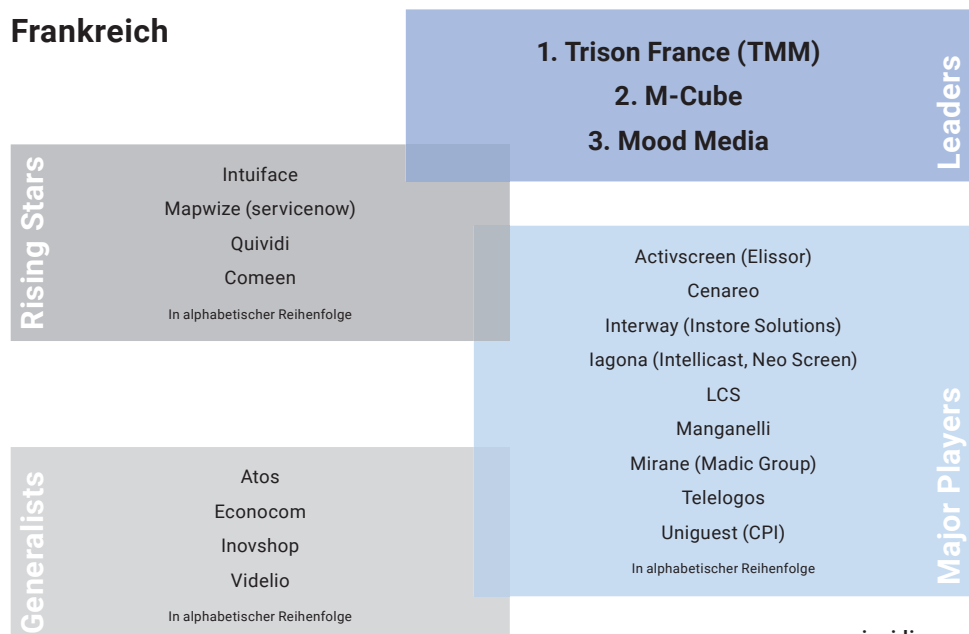 Frankreich
1. Trison France (TMM)
2. M-Cube
3. Mood Media
Leaders
Rising Stars
Intuiface
Mapwize (servicenow)
Quividi
Comeen
In alphabetischer Reihenfolge
Activscreen (Elissor)
Cenareo
Interway (Instore Solutions)
Iagona (Intellicast, Neo Screen)
LCS
Manganelli
Mirane (Madic Group)
Telelogos
Uniguest (CPI)
In alphabetischer Reihenfolge
Major Players
Generalists
Atos
Econocom
Inovshop
Videlio
In alphabetischer Reihenfolge